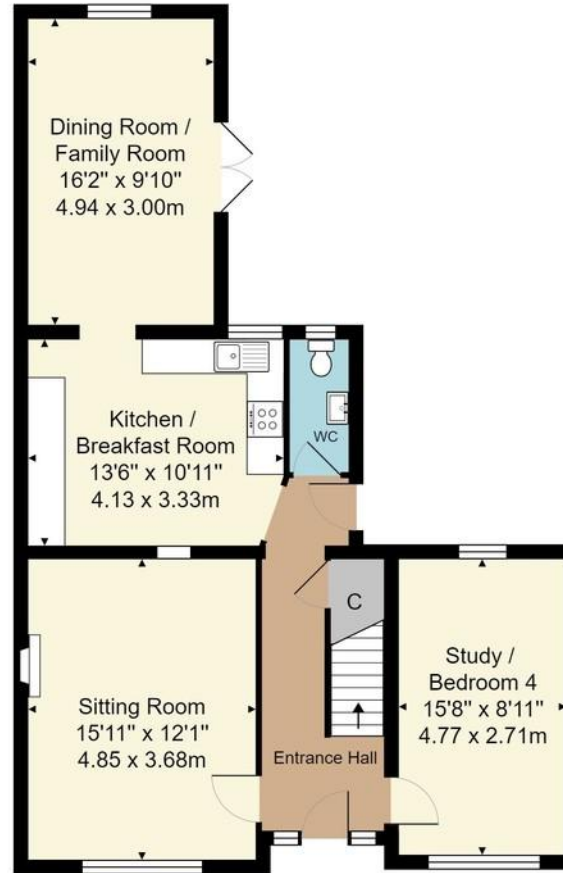 Dining Room /
Family Room
16'2" x 9'10"
4.94 x 3.00m
Kitchen /
Breakfast Room
13'6" x 10'11"
4.13 x 3.33m
WC
C
Sitting Room
15'11" x 12'1"
4.85 x 3.68m
Entrance Hall
Study /
Bedroom 4
15'8" x 8'11"
4.77 x 2.71m